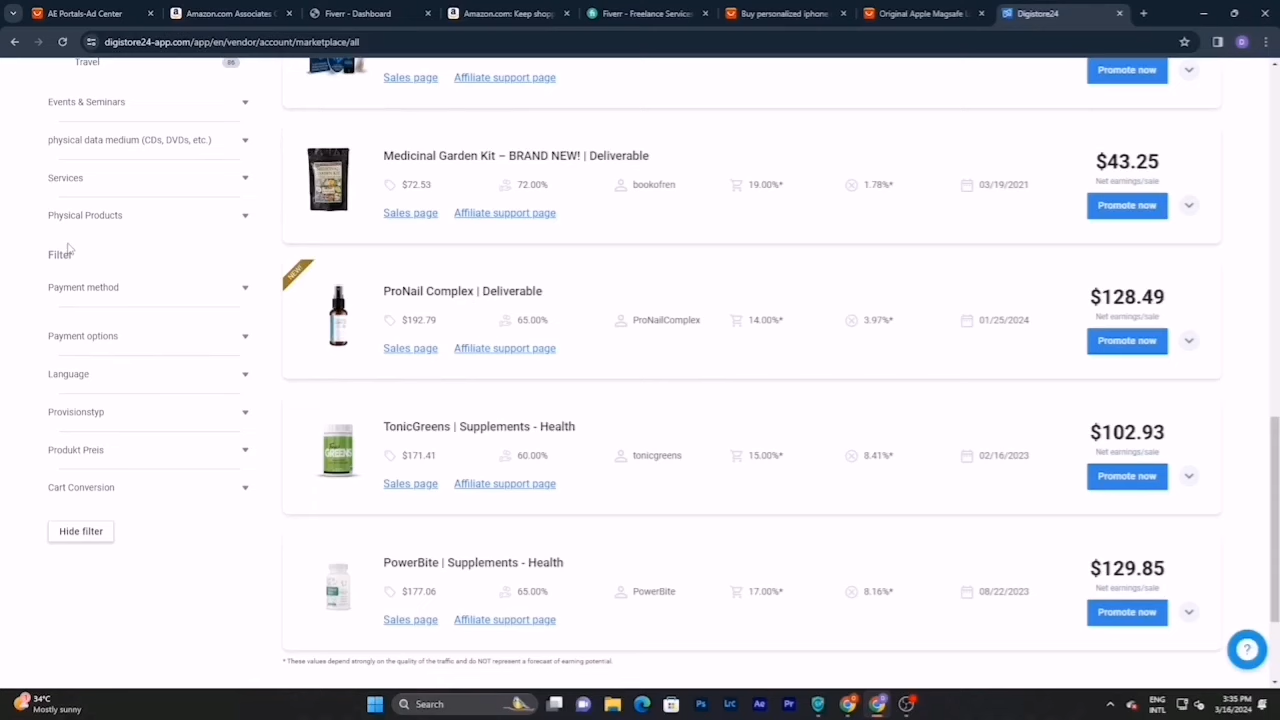 Portals-Ad-Center
Amazon.com Associates C
Fiverr - Dashboard
Amazon.com: Keep shop
Fiverr - Freelance Services
Buy personalized iphone
Original Apple Magsafe L
Digistore24
digistore24-app.com/app/en/vendor/account/marketplace/all
D
Travel
86
Events & Seminars
physical data medium (CDs, DVDs, etc.)
Services
Physical Products
Filter
Payment method
Payment options
Language
Provisionstyp
Produkt Preis
Cart Conversion
Hide filter
Sales page Affiliate support page
Promote now
Medicinal Garden Kit – BRAND NEW! | Deliverable
$72.53 72.00% bookofren 19.00%* 1.78%* 03/19/2021
Sales page Affiliate support page
$43.25
Net earnings/sale
Promote now
NEW!
ProNail Complex | Deliverable
$192.79 65.00% ProNailComplex 14.00%* 3.97%* 01/25/2024
Sales page Affiliate support page
$128.49
Net earnings/sale
Promote now
TonicGreens | Supplements - Health
$171.41 60.00% tonicgreens 15.00%* 8.41%* 02/16/2023
Sales page Affiliate support page
$102.93
Net earnings/sale
Promote now
GREENS
PowerBite | Supplements - Health
$177.06 65.00% PowerBite 17.00%* 8.16%* 08/22/2023
Sales page Affiliate support page
$129.85
Net earnings/sale
Promote now
* These values depend strongly on the quality of the traffic and do NOT represent a forecast of earning potential.
?
34°C
Mostly sunny
Search
Ps
LrC
Pr
ENG
INTL
3:35 PM
3/16/2024